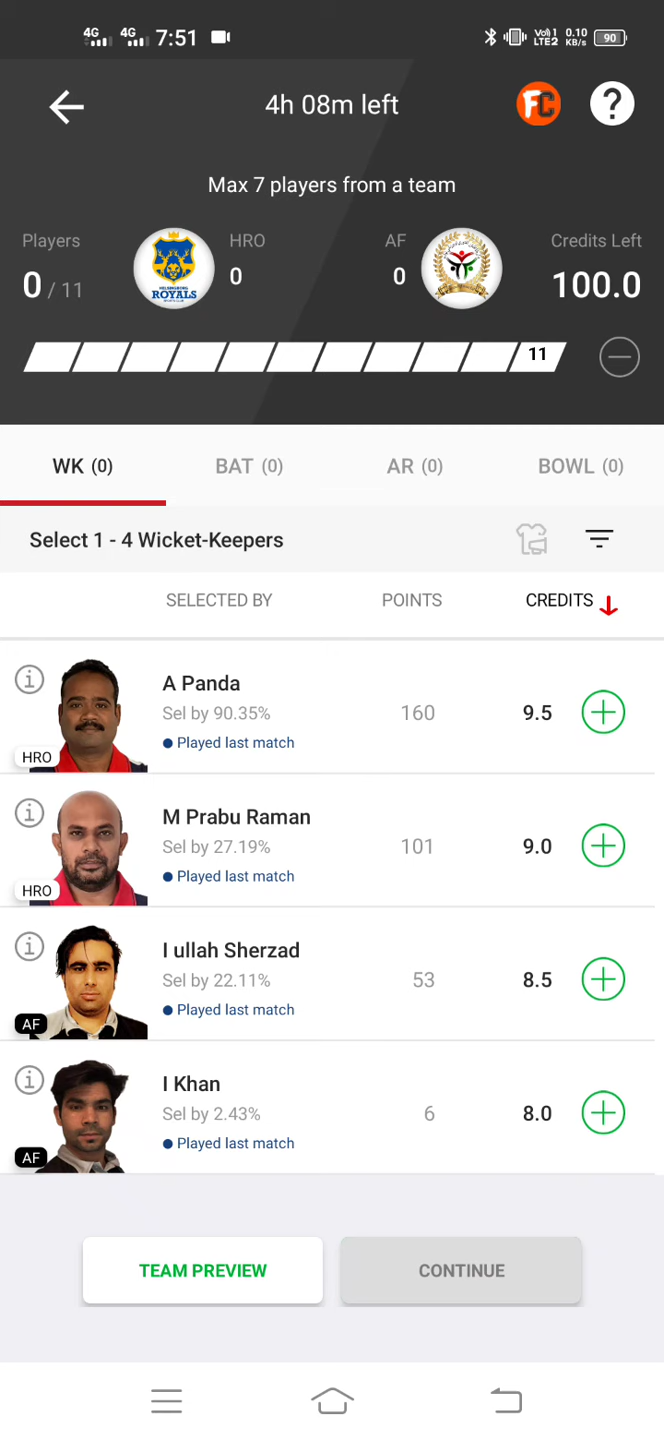 4G 4G 7:51 Vo)) 1 LTE2 0.10 KB/s 90
4h 08m left FC ?
Max 7 players from a team
Players HRO AF Credits Left
0 / 11 0 0 100.0
HELSINGBORG
ROYALS
SPORTS CLUB
11
WK (0) BAT (0) AR (0) BOWL (0)
Select 1 - 4 Wicket-Keepers
SELECTED BY POINTS CREDITS
A Panda
Sel by 90.35% 160 9.5
Played last match
HRO
M Prabu Raman
Sel by 27.19% 101 9.0
Played last match
HRO
I ullah Sherzad
Sel by 22.11% 53 8.5
Played last match
AF
I Khan
Sel by 2.43% 6 8.0
Played last match
AF
TEAM PREVIEW CONTINUE